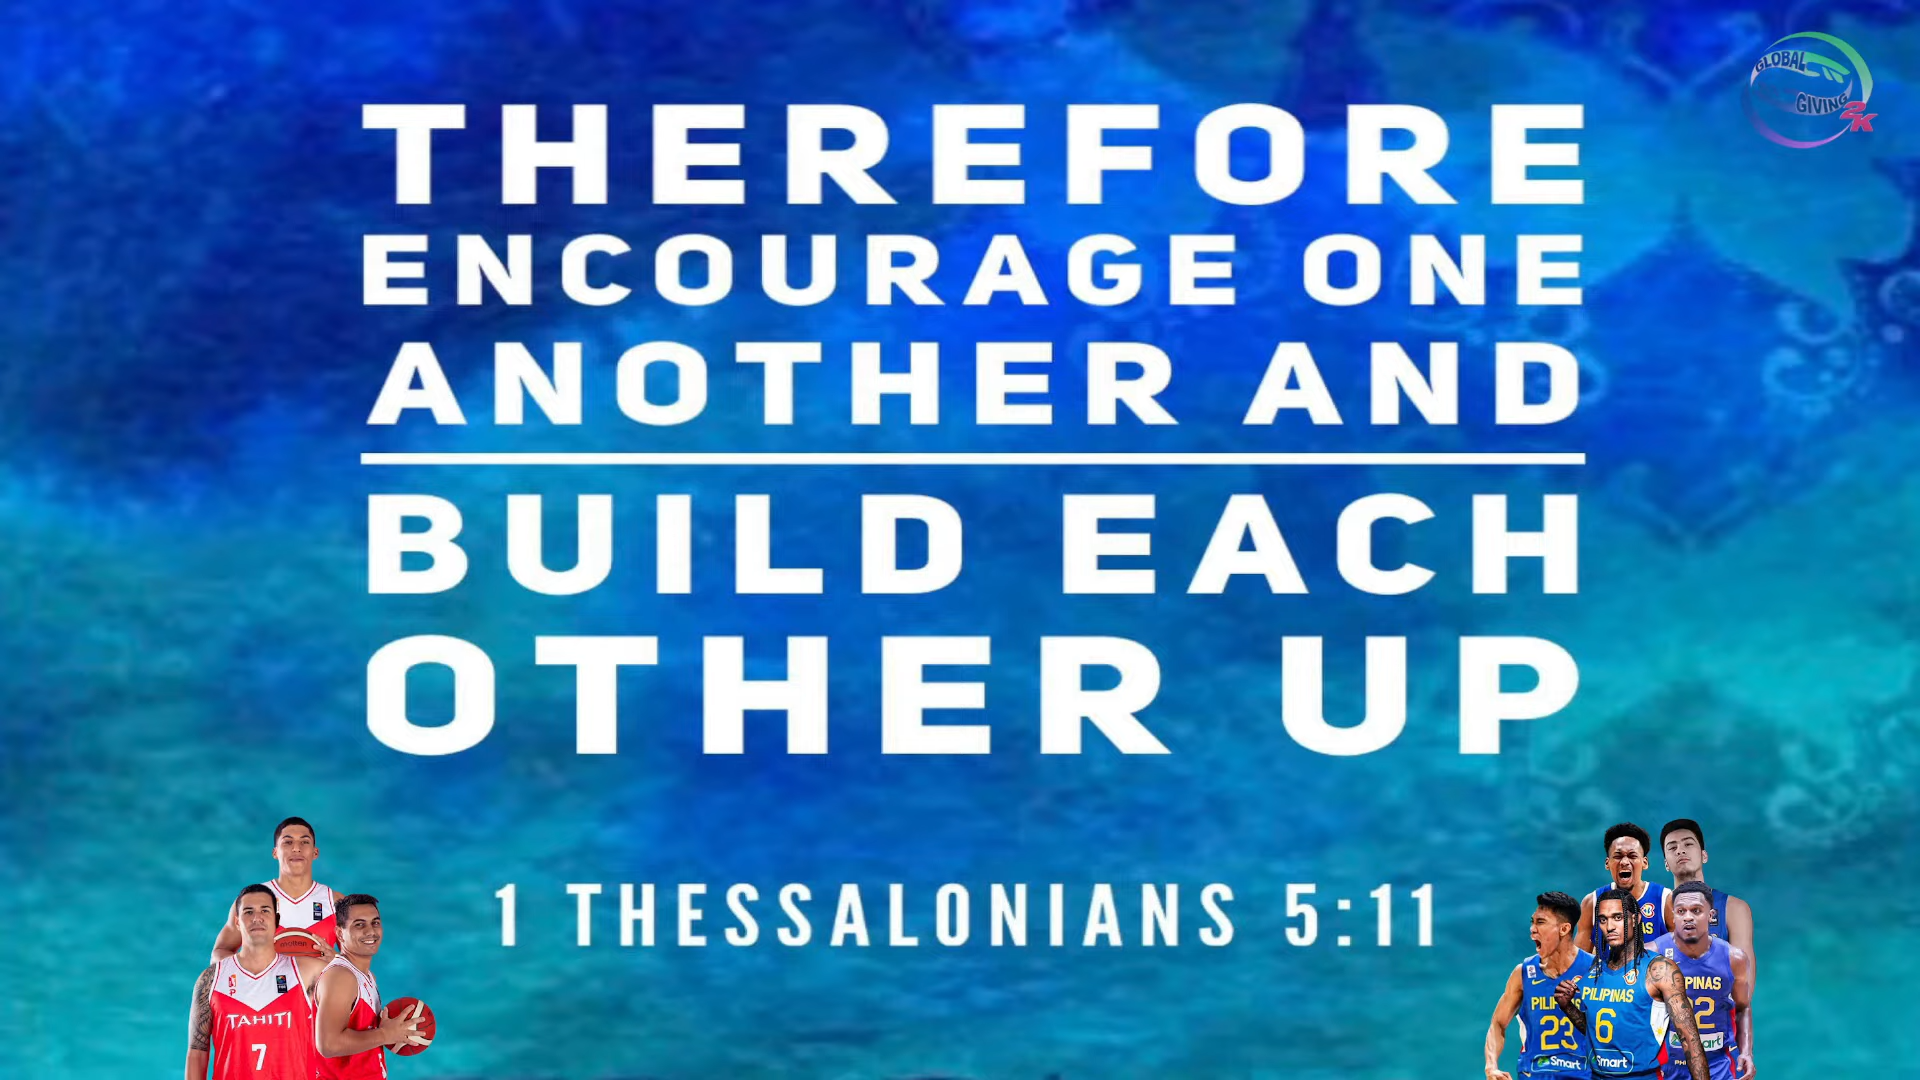 GLOBAL
GIVING
2K
THEREFORE
ENCOURAGE ONE
ANOTHER AND
BUILD EACH
OTHER UP
1 THESSALONIANS 5:11
TAHITI
7
PILIPINAS
23
6
Smart
Smart